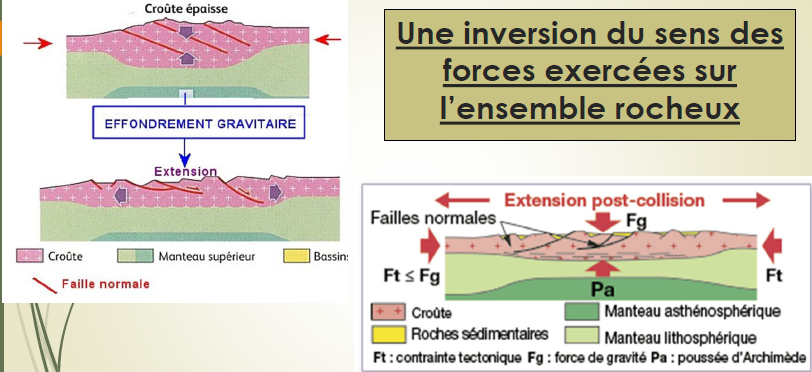 Croûte épaisse
EFFONDREMENT GRAVITAIRE
Extension
Croûte
Manteau supérieur
Bassins
Faille normale
Une inversion du sens des
forces exercées sur
l’ensemble rocheux
Extension post-collision
Failles normales
Fg
Ft ≤ Fg
Ft
Pa
Croûte
Manteau asthénosphérique
Roches sédimentaires
Manteau lithosphérique
Ft : contrainte tectonique Fg : force de gravité Pa : poussée d’Archimède